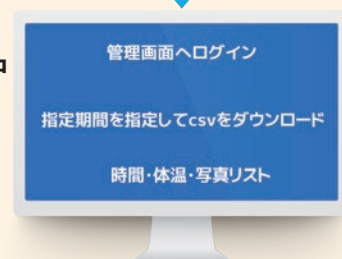 管理画面へログイン
指定期間を指定してcsvをダウンロード
時間・体温・写真リスト